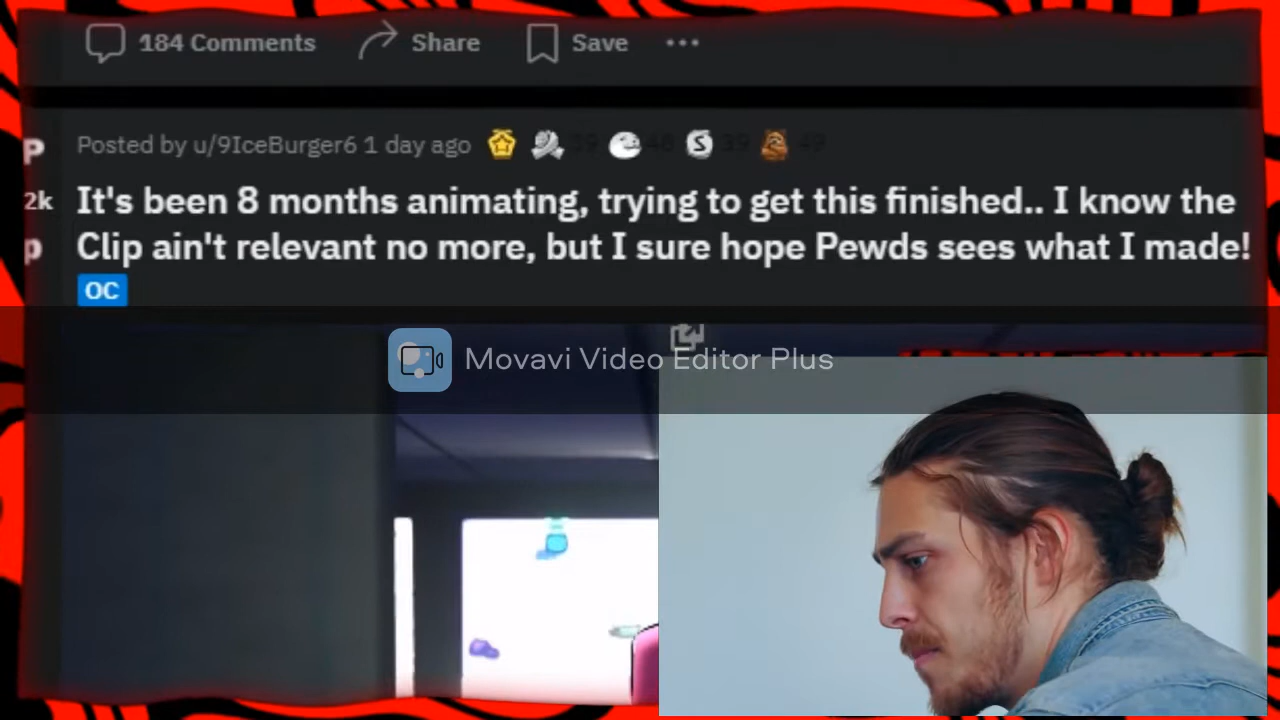 184 Comments Share Save
Posted by u/9IceBurger6 1 day ago
2k
It's been 8 months animating, trying to get this finished.. I know the
Clip ain't relevant no more, but I sure hope Pewds sees what I made!
OC
Movavi Video Editor Plus